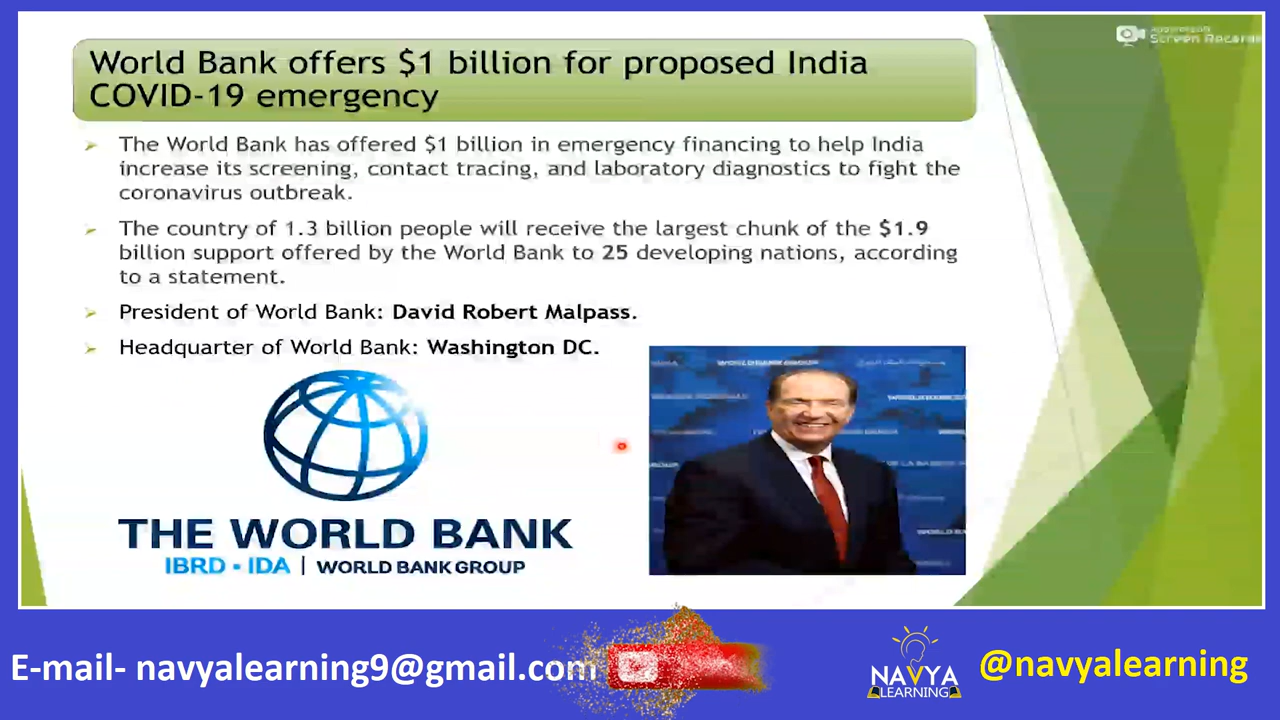 Screen Recorder
World Bank offers $1 billion for proposed India
COVID-19 emergency
The World Bank has offered $1 billion in emergency financing to help India
increase its screening, contact tracing, and laboratory diagnostics to fight the
coronavirus outbreak.
The country of 1.3 billion people will receive the largest chunk of the $1.9
billion support offered by the World Bank to 25 developing nations, according
to a statement.
President of World Bank: David Robert Malpass.
Headquarter of World Bank: Washington DC.
THE WORLD BANK
IBRD • IDA | WORLD BANK GROUP
E-mail- navyalearning9@gmail.com
NAVYA
LEARNING
@navyalearning